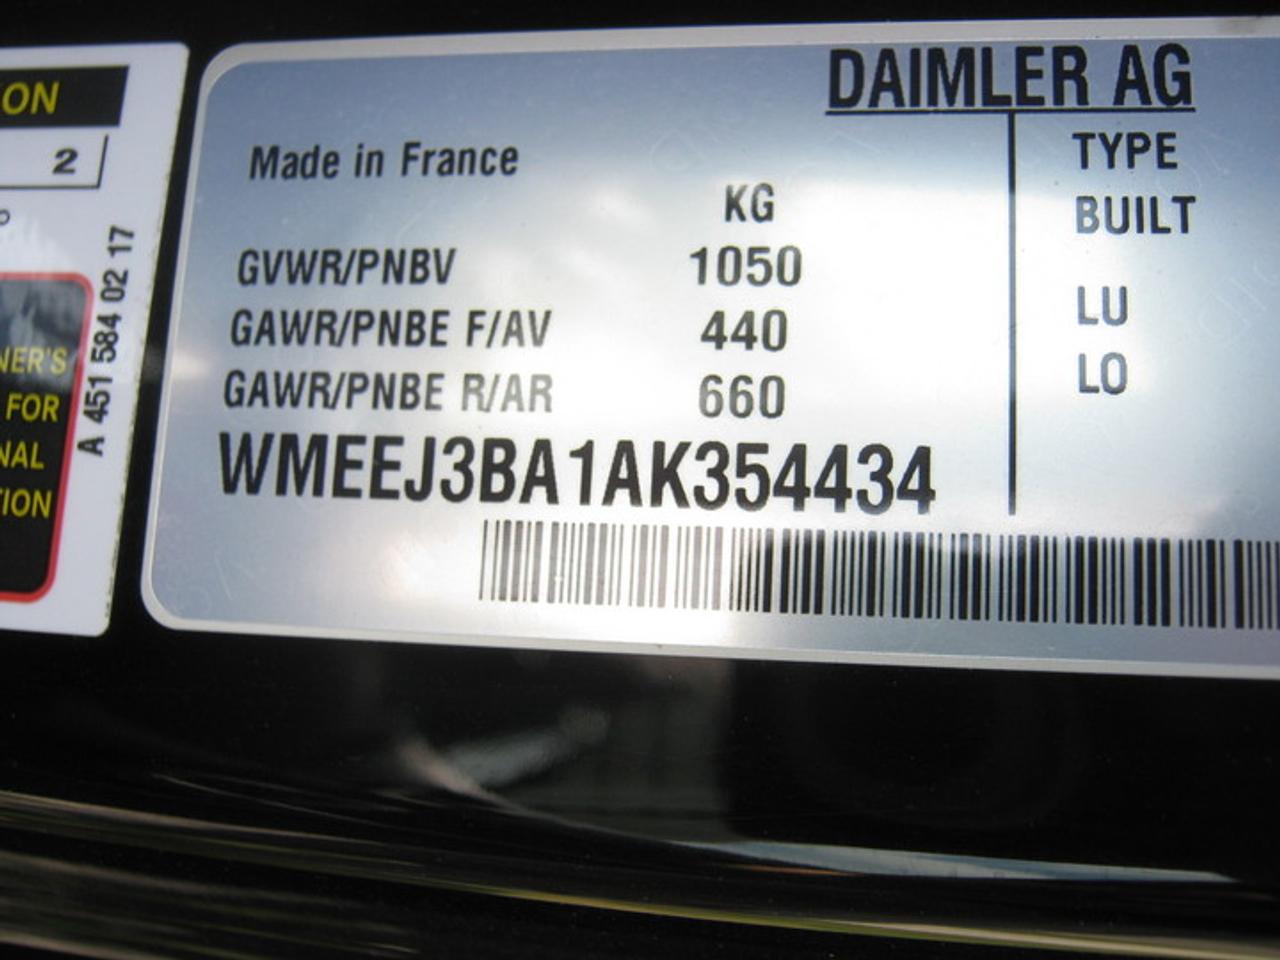 ON
2
NER'S
FOR
NAL
TION
A 451 584 02 17
DAIMLER AG
Made in France
KG
GVWR/PNBV 1050
GAWR/PNBE F/AV 440
GAWR/PNBE R/AR 660
WMEEJ3BA1AK354434
TYPE
BUILT
LU
LO